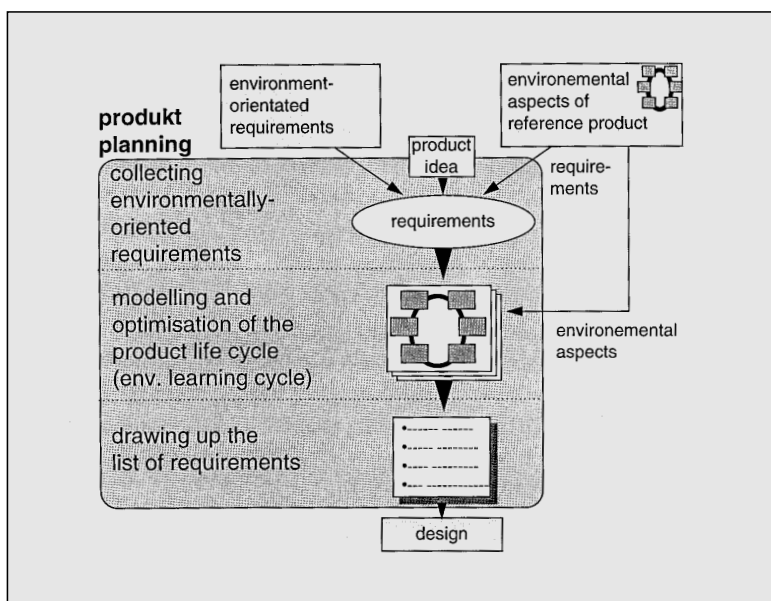 environment-
orientated
requirements
environemental
aspects of
reference product
produkt
planning
product
idea
collecting
environmentally-
oriented
requirements
require-
ments
requirements
modelling and
optimisation of the
product life cycle
(env. learning cycle)
environemental
aspects
drawing up the
list of requirements
design